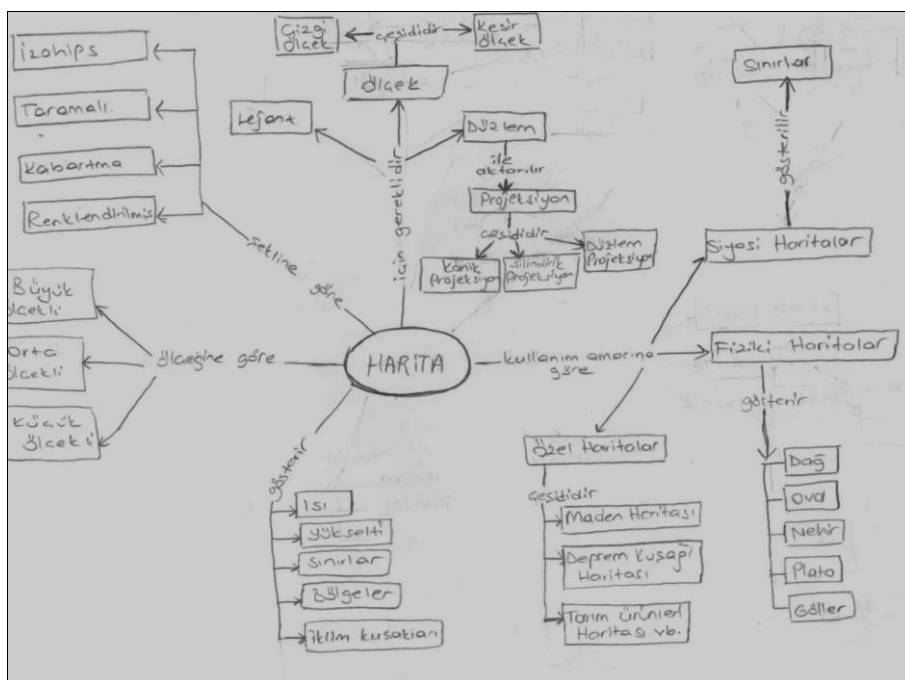 Çizgi
Ölçek
çeşididir
Kesir
Ölçek
Ölçek
İzohips
Taramalı
Kabartma
Renklendirilmiş
şekline
göre
Lejant
için gereklidir
Düzlem
ile
aktarılır
Projeksiyon
çeşididir
Konik
Projeksiyon
Silindirik
Projeksiyon
Düzlem
Projeksiyon
Sınırlar
gösterilir
Siyasi Haritalar
Büyük
ölçekli
Orta
ölçekli
Küçük
ölçekli
ölçeğine göre
HARİTA
kullanım amacına
göre
Fiziki Haritalar
gösterir
Dağ
Ova
Nehir
Plato
Göller
Özel Haritalar
çeşididir
Maden Haritası
Deprem Kuşağı
Haritası
Tarım ürünleri
Haritası vb.
gösterir
Isı
Yükselti
Sınırlar
Bölgeler
iklim kuşakları